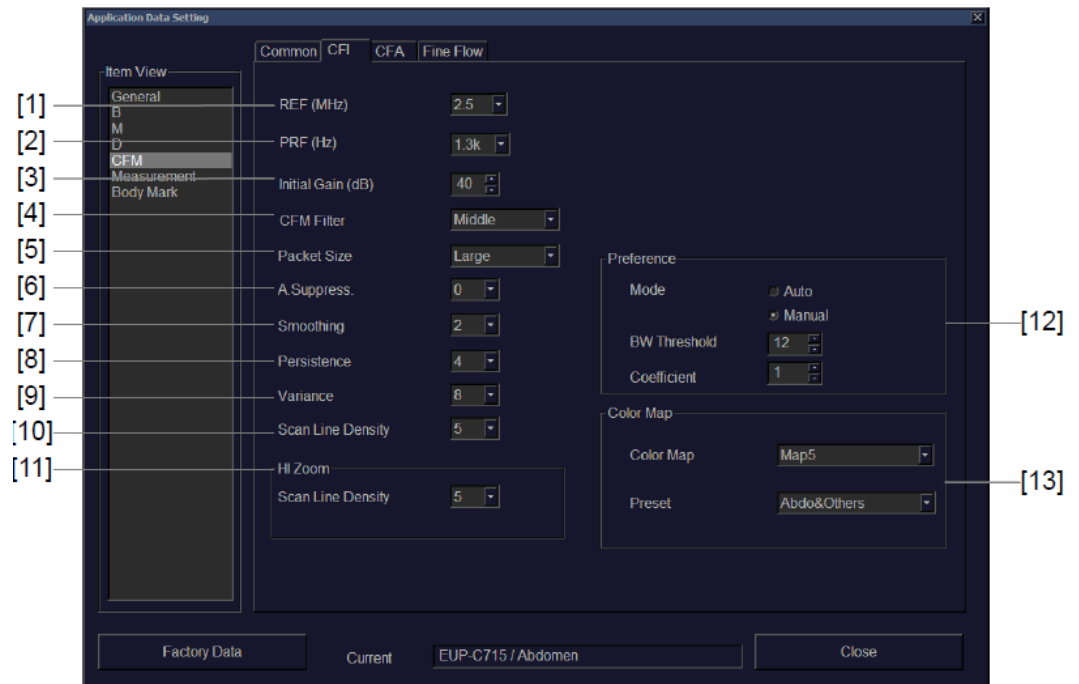 Application Data Setting
Common CFI CFA Fine Flow
Item View
General
B
M
D
CFM
Measurement
Body Mark
[1] REF (MHz) 2.5
[2] PRF (Hz) 1.3k
[3] Initial Gain (dB) 40
[4] CFM Filter Middle
[5] Packet Size Large
[6] A.Suppress. 0
[7] Smoothing 2
[8] Persistence 4
[9] Variance 8
[10] Scan Line Density 5
[11] HI Zoom
Scan Line Density 5
Preference
Mode Auto
Manual
[12]
BW Threshold 12
Coefficient 1
Color Map
Color Map Map5
[13]
Preset Abdo&Others
Factory Data Current EUP-C715 / Abdomen Close